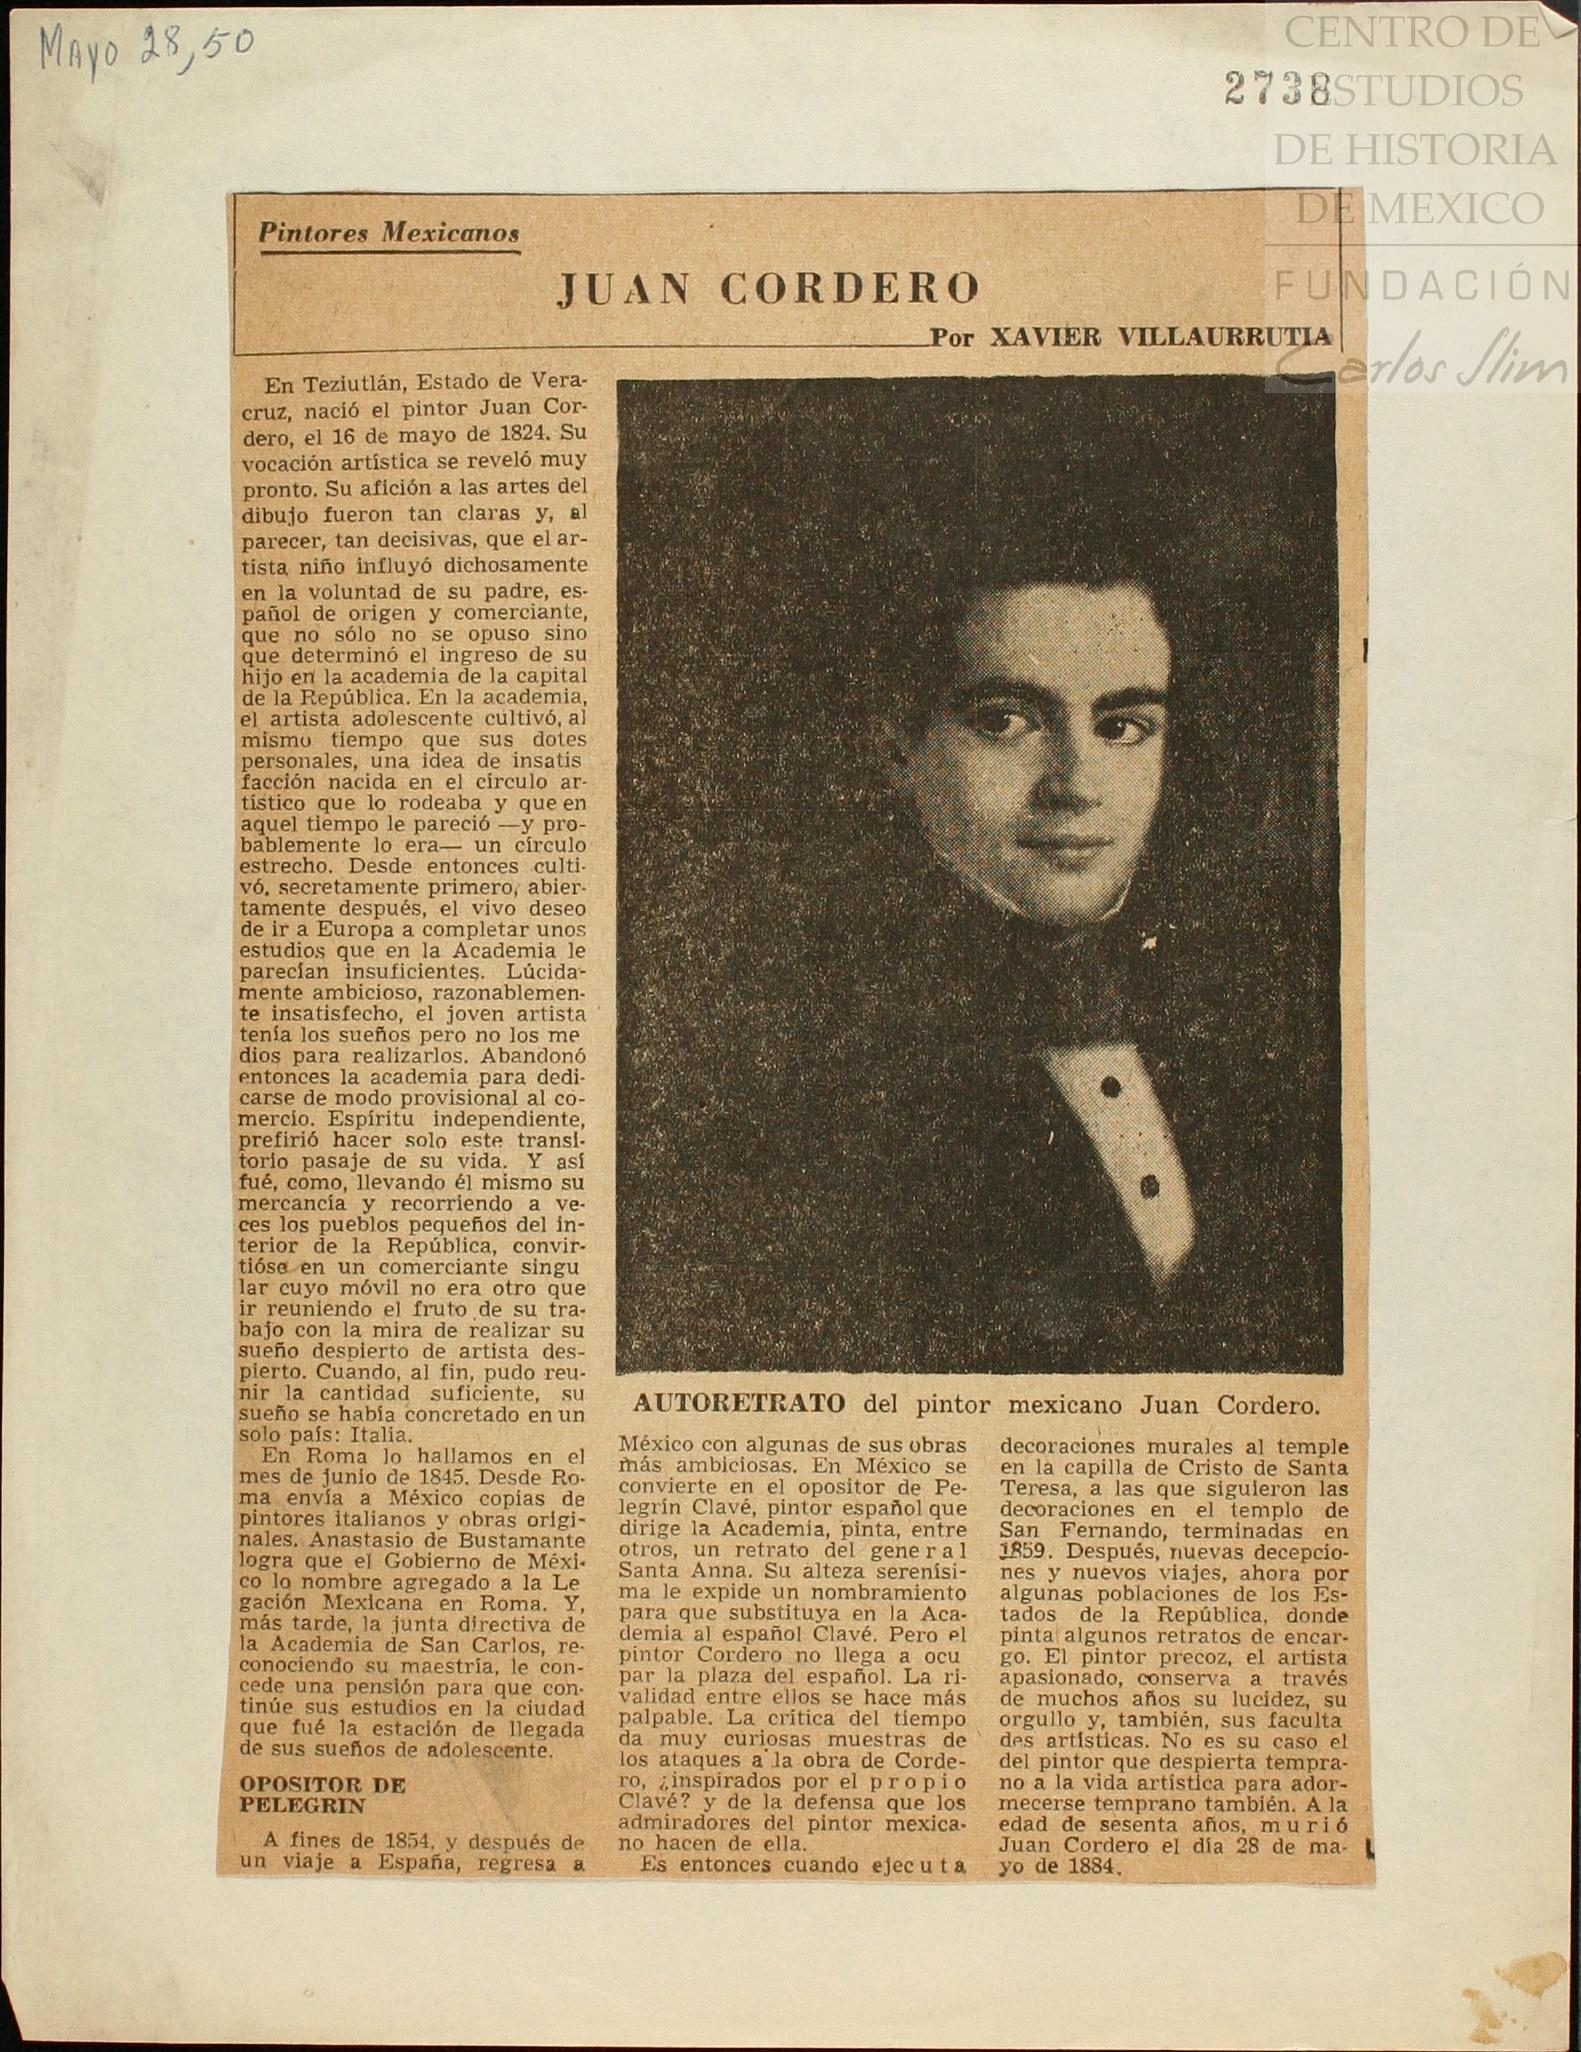 MAYO 28, 50
2738
CENTRO DE
ESTUDIOS
DE HISTORIA
DE MEXICO
FUNDACIÓN
Carlos Slim
Pintores Mexicanos
JUAN CORDERO
Por XAVIER VILLAURRUTIA
En Teziutlán, Estado de Vera-
cruz, nació el pintor Juan Cor-
dero, el 16 de mayo de 1824. Su
vocación artística se reveló muy
pronto. Su afición a las artes del
dibujo fueron tan claras y, al
parecer, tan decisivas, que el ar-
tista niño influyó dichosamente
en la voluntad de su padre, es-
pañol de origen y comerciante,
que no sólo no se opuso sino
que determinó el ingreso de su
hijo en la academia de la capital
de la República. En la academia,
el artista adolescente cultivó, al
mismo tiempo que sus dotes
personales, una idea de insatis
facción nacida en el círculo ar-
tístico que lo rodeaba y que en
aquel tiempo le pareció —y pro-
bablemente lo era— un círculo
estrecho. Desde entonces culti-
vó, secretamente primero, abier-
tamente después, el vivo deseo
de ir a Europa a completar unos
estudios que en la Academia le
parecían insuficientes. Lúcida-
mente ambicioso, razonablemen-
te insatisfecho, el joven artista
tenía los sueños pero no los me
dios para realizarlos. Abandonó
entonces la academia para dedi-
carse de modo provisional al co-
mercio. Espíritu independiente,
prefirió hacer solo este transi-
torio pasaje de su vida. Y así
fué, como, llevando él mismo su
mercancía y recorriendo a ve-
ces los pueblos pequeños del in-
terior de la República, convir-
tióse en un comerciante singu
lar cuyo móvil no era otro que
ir reuniendo el fruto de su tra-
bajo con la mira de realizar su
sueño despierto de artista des-
pierto. Cuando, al fin, pudo reu-
nir la cantidad suficiente, su
sueño se había concretado en un
solo país: Italia.
En Roma lo hallamos en el
mes de junio de 1845. Desde Ro-
ma envía a México copias de
pintores italianos y obras origi-
nales. Anastasio de Bustamante
logra que el Gobierno de Méxi-
co lo nombre agregado a la Le
gación Mexicana en Roma. Y,
más tarde, la junta directiva de
la Academia de San Carlos, re-
conociendo su maestría, le con-
cede una pensión para que con-
tinúe sus estudios en la ciudad
que fué la estación de llegada
de sus sueños de adolescente.
OPOSITOR DE
PELEGRIN
A fines de 1854, y después de
un viaje a España, regresa a
AUTORETRATO del pintor mexicano Juan Cordero.
México con algunas de sus obras
más ambiciosas. En México se
convierte en el opositor de Pe-
legrín Clavé, pintor español que
dirige la Academia, pinta, entre
otros, un retrato del general
Santa Anna. Su alteza serenísi-
ma le expide un nombramiento
para que substituya en la Aca-
demia al español Clavé. Pero el
pintor Cordero no llega a ocu
par la plaza del español. La ri-
validad entre ellos se hace más
palpable. La crítica del tiempo
da muy curiosas muestras de
los ataques a la obra de Corde-
ro, ¿inspirados por el propio
Clavé? y de la defensa que los
admiradores del pintor mexica-
no hacen de ella.
Es entonces cuando ejecuta
decoraciones murales al temple
en la capilla de Cristo de Santa
Teresa, a las que siguieron las
decoraciones en el templo de
San Fernando, terminadas en
1859. Después, nuevas decepcio-
nes y nuevos viajes, ahora por
algunas poblaciones de los Es-
tados de la República, donde
pinta algunos retratos de encar-
go. El pintor precoz, el artista
apasionado, conserva a través
de muchos años su lucidez, su
orgullo y, también, sus faculta
des artísticas. No es su caso el
del pintor que despierta tempra-
no a la vida artística para ador-
mecerse temprano también. A la
edad de sesenta años, murió
Juan Cordero el día 28 de ma-
yo de 1884.